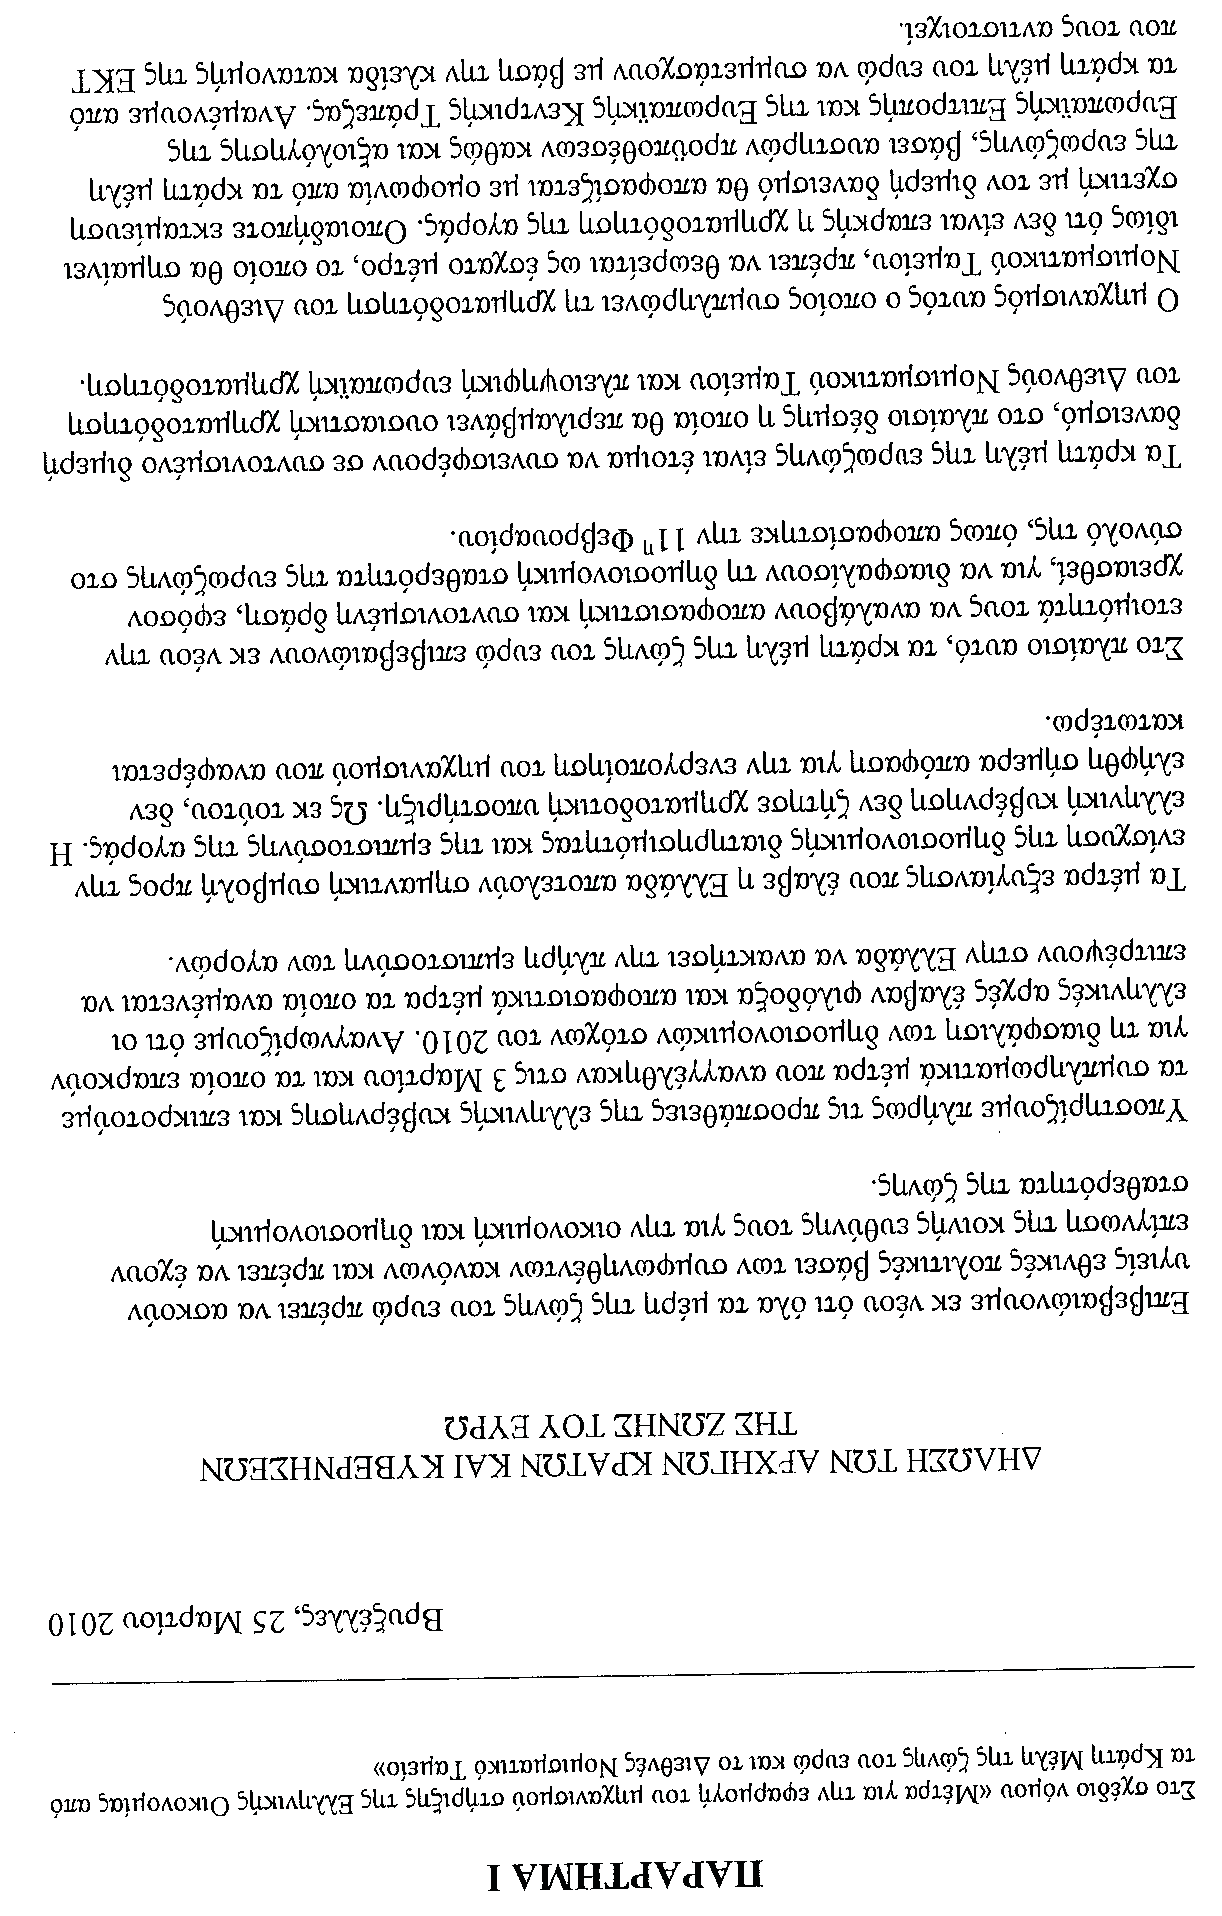 ΠΑΡΑΡΤΗΜΑ Ι
Στο σχέδιο νόμου «Μέτρα για την εφαρμογή του μηχανισμού στήριξης της Ελληνικής Οικονομίας από
τα Κράτη Μέλη της ζώνης του ευρώ και το Διεθνές Νομισματικό Ταμείο»
Βρυξέλλες, 25 Μαρτίου 2010
ΔΗΛΩΣΗ ΤΩΝ ΑΡΧΗΓΩΝ ΚΡΑΤΩΝ ΚΑΙ ΚΥΒΕΡΝΗΣΕΩΝ
ΤΗΣ ΖΩΝΗΣ ΤΟΥ ΕΥΡΩ
Επιβεβαιώνουμε εκ νέου ότι όλα τα μέρη της ζώνης του ευρώ πρέπει να ασκούν
υγιείς εθνικές πολιτικές βάσει των συμφωνηθέντων κανόνων και πρέπει να έχουν
επίγνωση της κοινής ευθύνης τους για την οικονομική και δημοσιονομική
σταθερότητα της ζώνης.
Υποστηρίζουμε πλήρως τις προσπάθειες της ελληνικής κυβέρνησης και επικροτούμε
τα συμπληρωματικά μέτρα που αναγγέλθηκαν στις 3 Μαρτίου και τα οποία επαρκούν
για τη διασφάλιση των δημοσιονομικών στόχων του 2010. Αναγνωρίζουμε ότι οι
ελληνικές αρχές έλαβαν φιλόδοξα και αποφασιστικά μέτρα τα οποία αναμένεται να
επιτρέψουν στην Ελλάδα να ανακτήσει την πλήρη εμπιστοσύνη των αγορών.
Τα μέτρα εξυγίανσης που έλαβε η Ελλάδα αποτελούν σημαντική συμβολή προς την
ενίσχυση της δημοσιονομικής διατηρησιμότητας και της εμπιστοσύνης της αγοράς. Η
ελληνική κυβέρνηση δεν ζήτησε χρηματοδοτική υποστήριξη. Ως εκ τούτου, δεν
ελήφθη σήμερα απόφαση για την ενεργοποίηση του μηχανισμού που αναφέρεται
κατωτέρω.
Στο πλαίσιο αυτό, τα κράτη μέλη της ζώνης του ευρώ επιβεβαιώνουν εκ νέου την
ετοιμότητά τους να αναλάβουν αποφασιστική και συντονισμένη δράση, εφόσον
χρειασθεί, για να διασφαλίσουν τη δημοσιονομική σταθερότητα της ευρωζώνης στο
σύνολό της, όπως αποφασίστηκε την 11η Φεβρουαρίου.
Τα κράτη μέλη της ευρωζώνης είναι έτοιμα να συνεισφέρουν σε συντονισμένο διμερή
δανεισμό, στο πλαίσιο δέσμης η οποία θα περιλαμβάνει ουσιαστική χρηματοδότηση
του Διεθνούς Νομισματικού Ταμείου και πλειοψηφική ευρωπαϊκή χρηματοδότηση.
Ο μηχανισμός αυτός ο οποίος συμπληρώνει τη χρηματοδότηση του Διεθνούς
Νομισματικού Ταμείου, πρέπει να θεωρείται ως έσχατο μέτρο, το οποίο θα σημαίνει
ιδίως ότι δεν είναι επαρκής η χρηματοδότηση της αγοράς. Οποιαδήποτε εκταμίευση
σχετική με τον διμερή δανεισμό θα αποφασίζεται με ομοφωνία από τα κράτη μέλη
της ευρωζώνης, βάσει αυστηρών προϋποθέσεων καθώς και αξιολόγησης της
Ευρωπαϊκής Επιτροπής και της Ευρωπαϊκής Κεντρικής Τράπεζας. Αναμένουμε από
τα κράτη μέλη του ευρώ να συμμετάσχουν με βάση την κλείδα κατανομής της ΕΚΤ
που τους αντιστοιχεί.